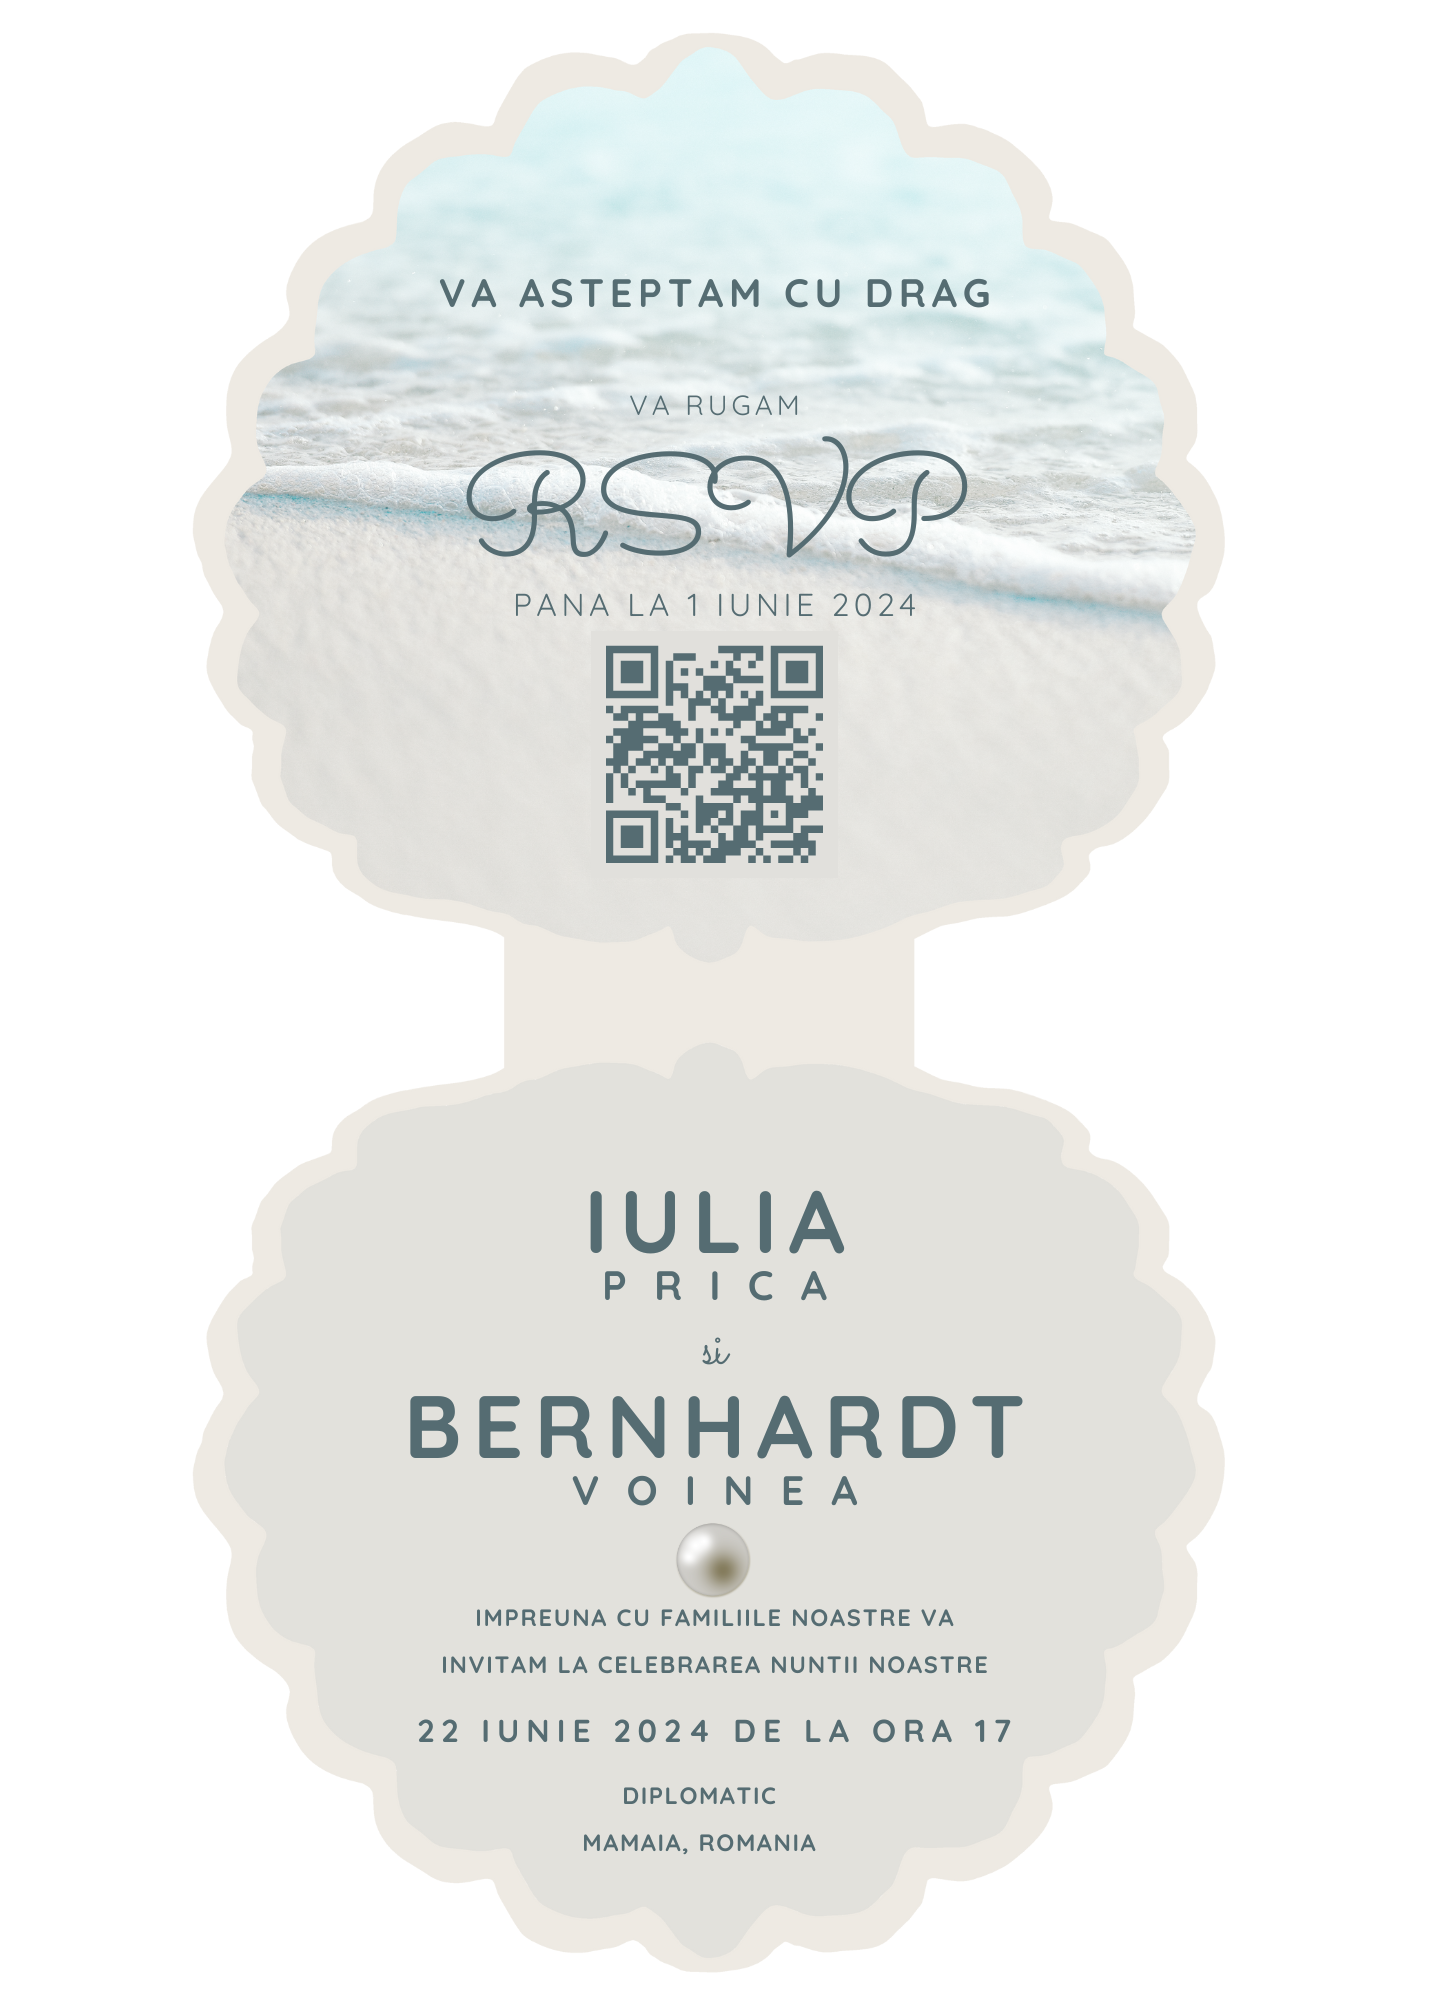 VA ASTEPTAM CU DRAG
VA RUGAM
RSVP
PANA LA 1 IUNIE 2024
IULIA
PRICA
si
BERNHARDT
VOINEA
IMPREUNA CU FAMILIILE NOASTRE VA
INVITAM LA CELEBRAREA NUNTII NOASTRE
22 IUNIE 2024 DE LA ORA 17
DIPLOMATIC
MAMAIA, ROMANIA